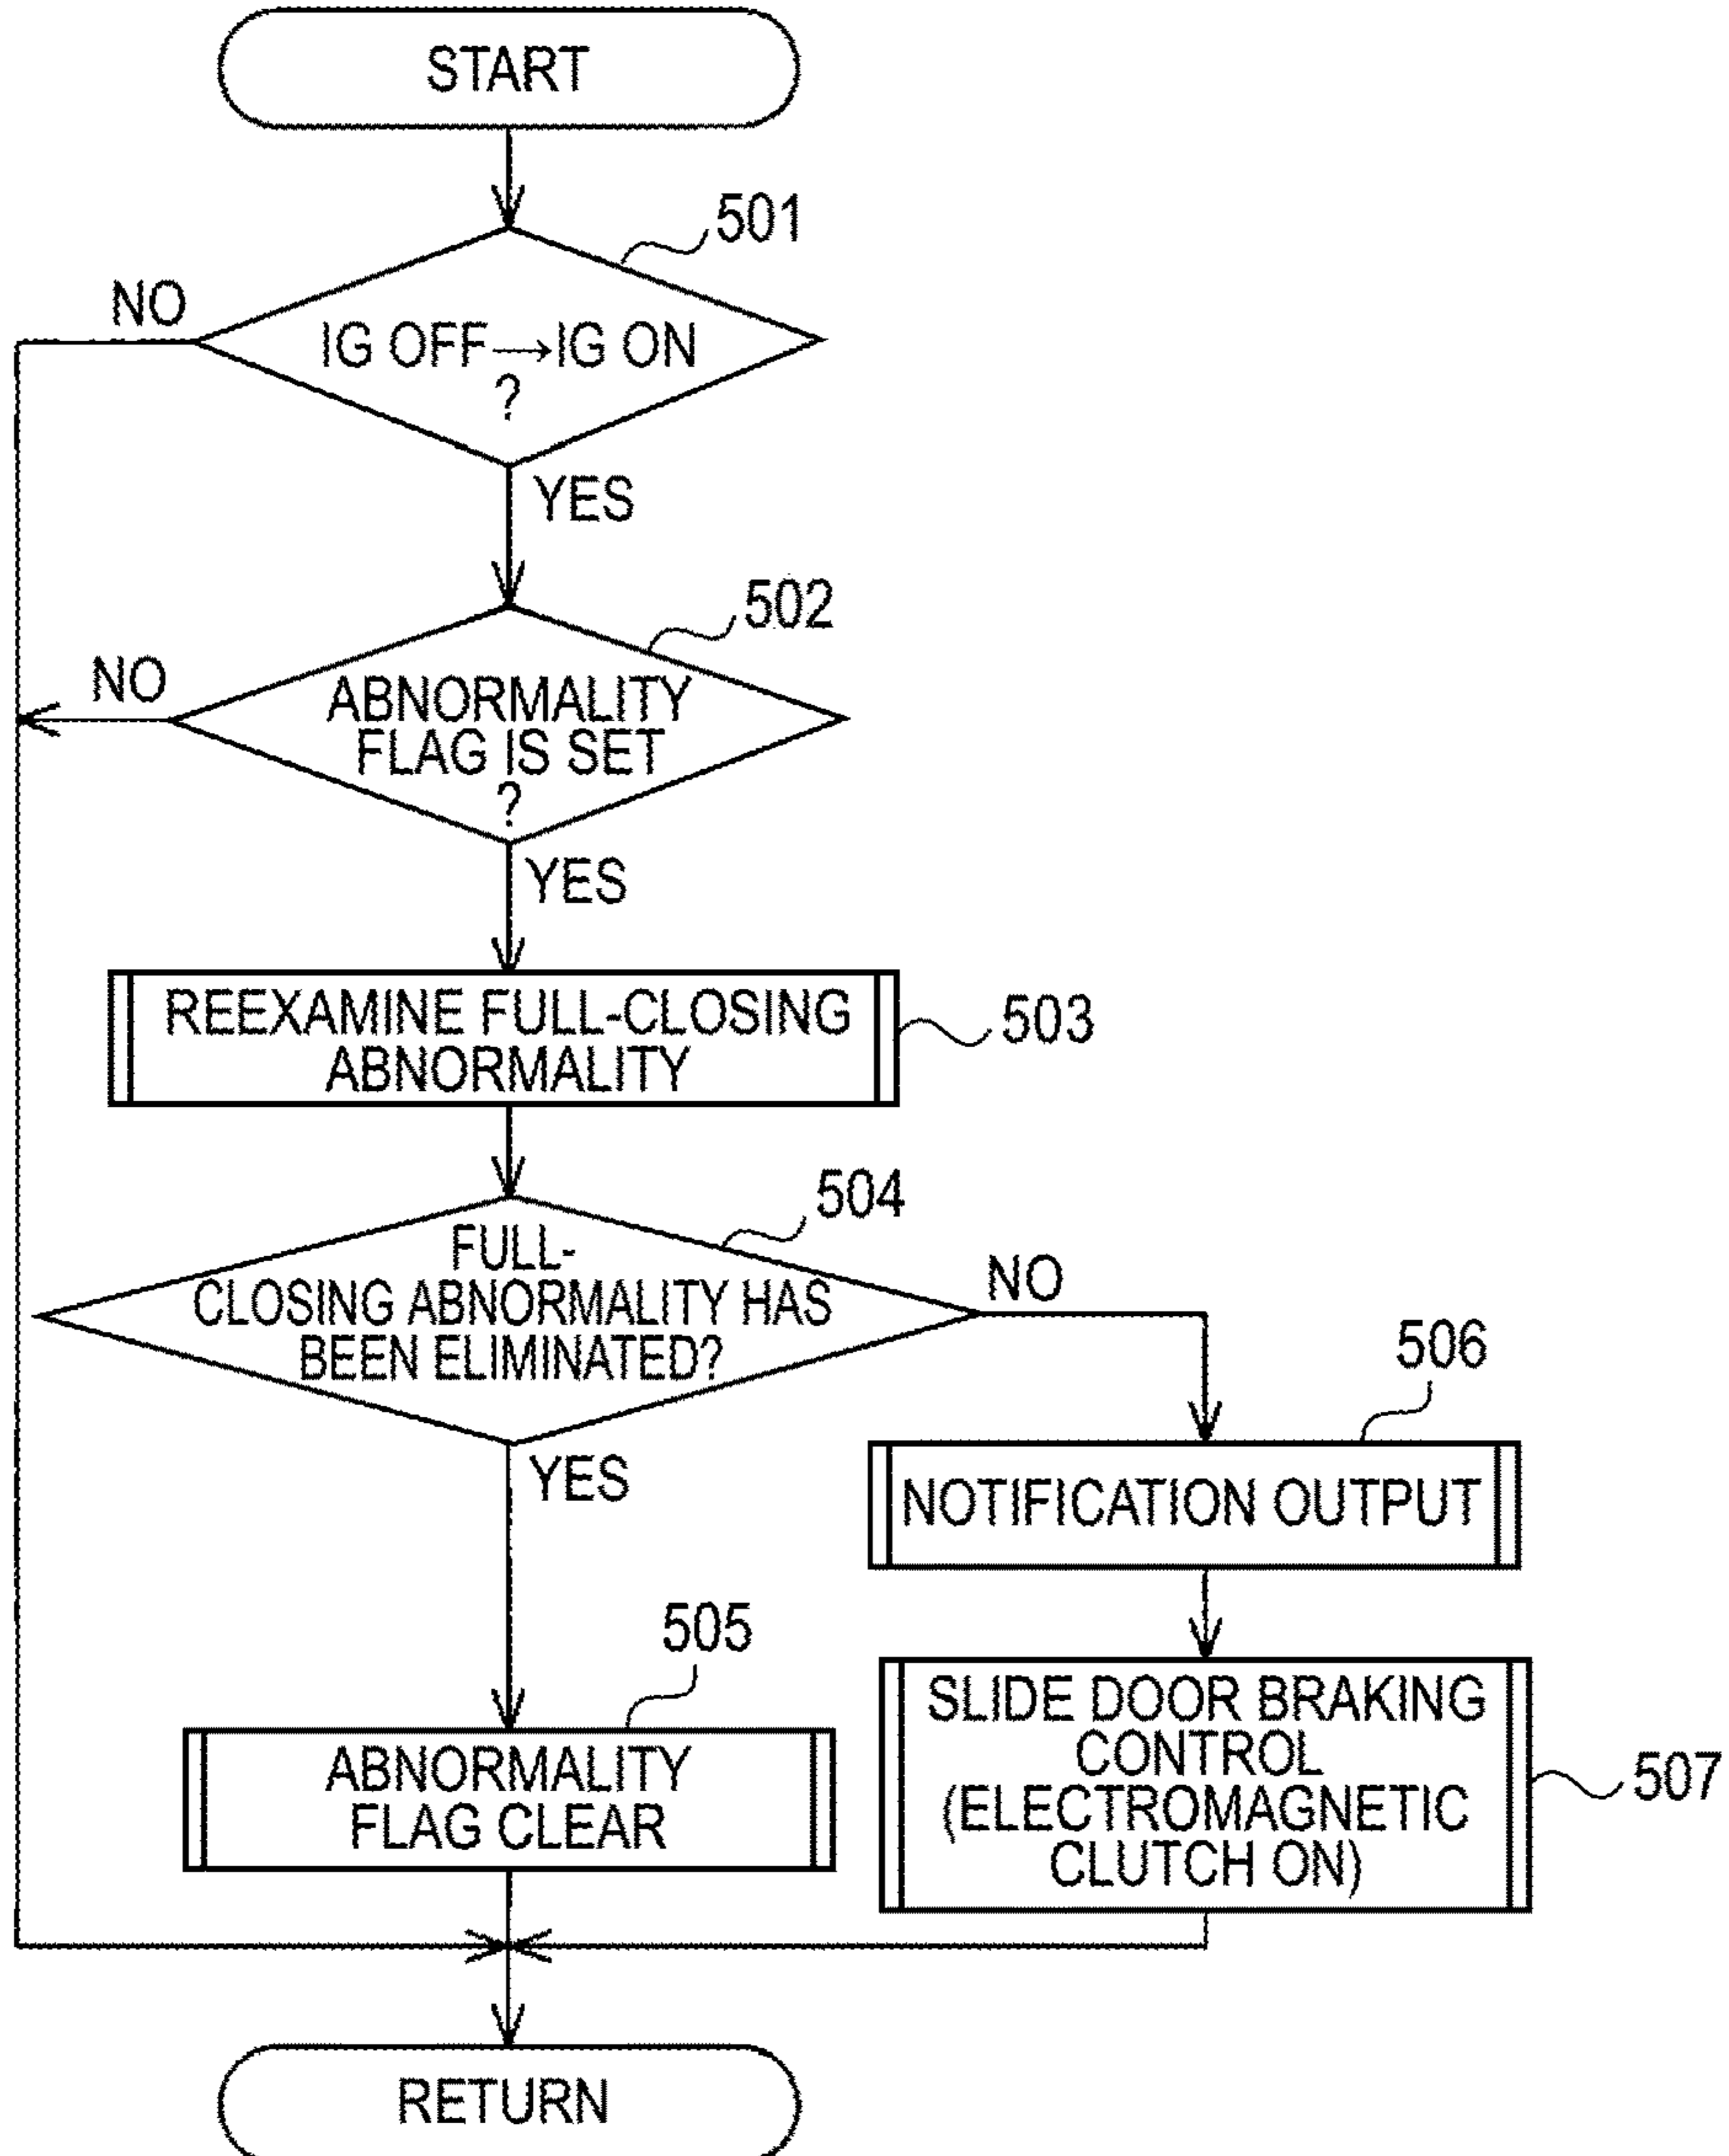 START
501
NO
IG OFF→IG ON
?
YES
502
NO
ABNORMALITY
FLAG IS SET
?
YES
REEXAMINE FULL-CLOSING
ABNORMALITY
503
504
FULL-
CLOSING ABNORMALITY HAS
BEEN ELIMINATED?
NO
YES
506
NOTIFICATION OUTPUT
505
ABNORMALITY
FLAG CLEAR
SLIDE DOOR BRAKING
CONTROL
(ELECTROMAGNETIC
CLUTCH ON)
507
RETURN